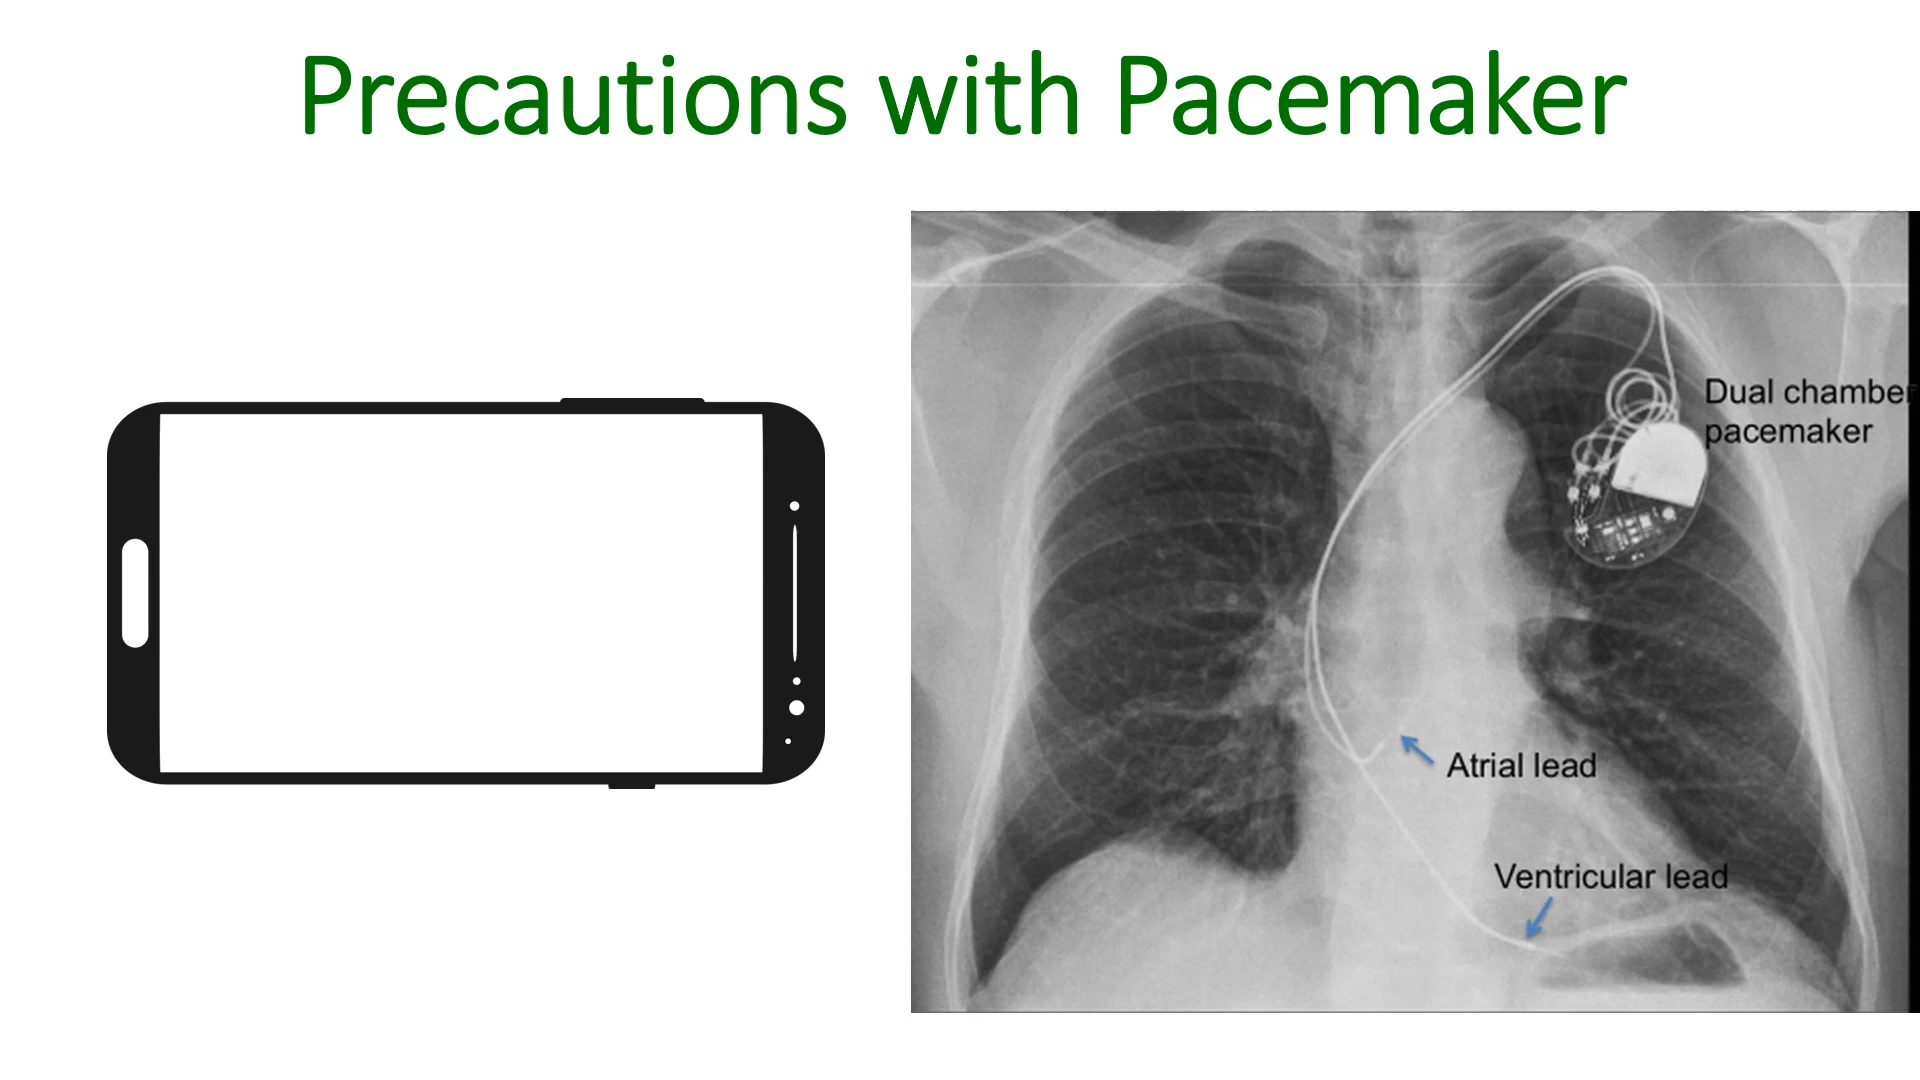 Precautions with Pacemaker
Dual chamber
pacemaker
Atrial lead
Ventricular lead